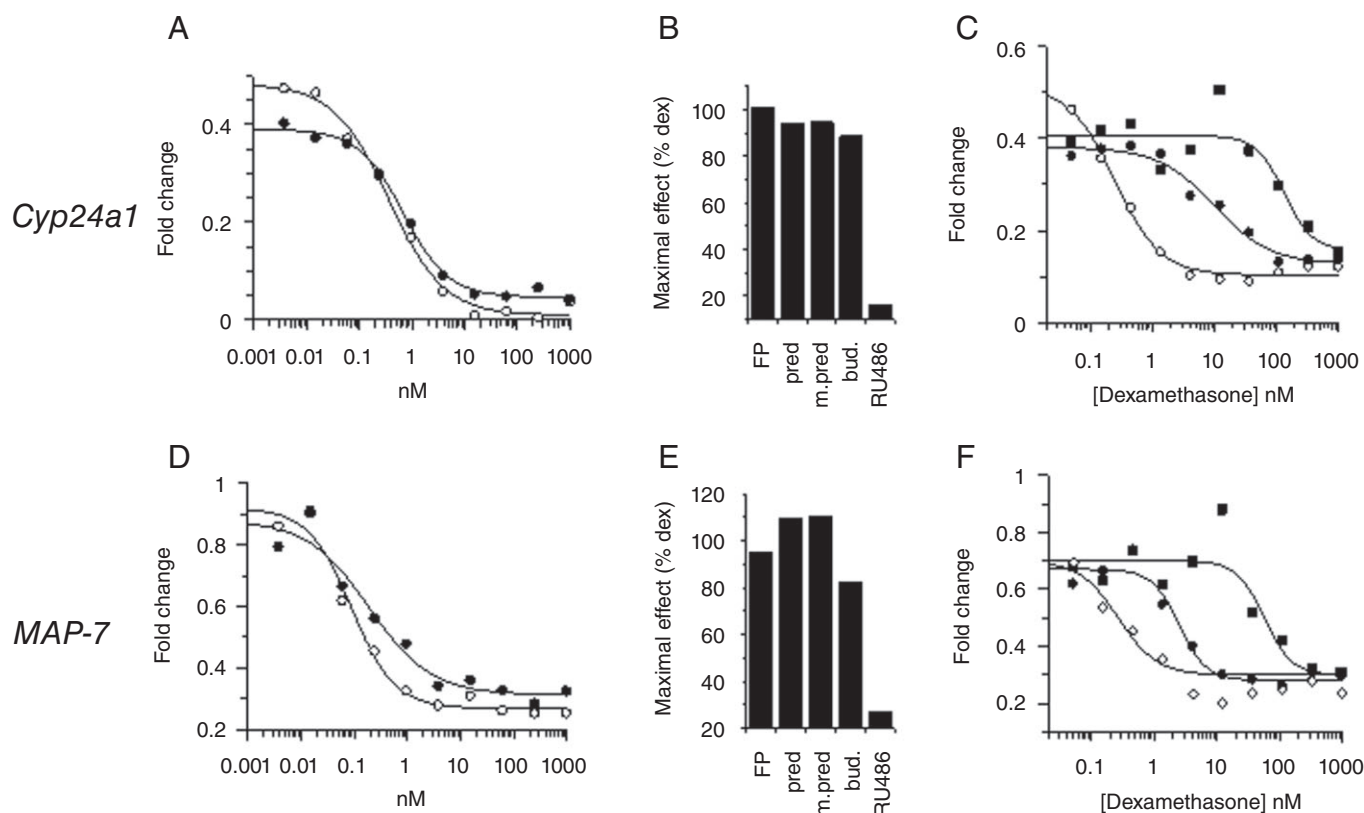 A
B
C
Cyp24a1
Fold change
0.4
0.2
0
0.001 0.01 0.1 1 10 100 1000
nM
Maximal effect (% dex)
100
80
60
40
20
FP
pred
m.pred
bud.
RU486
Fold change
0.6
0.4
0.2
0
0.1 1 10 100 1000
[Dexamethasone] nM
D
E
F
MAP-7
Fold change
1
0.8
0.6
0.4
0.2
0.001 0.01 0.1 1 10 100 1000
nM
Maximal effect (% dex)
120
100
80
60
40
20
FP
pred
m.pred
bud.
RU486
Fold change
1
0.8
0.6
0.4
0.2
0.1 1 10 100 1000
[Dexamethasone] nM